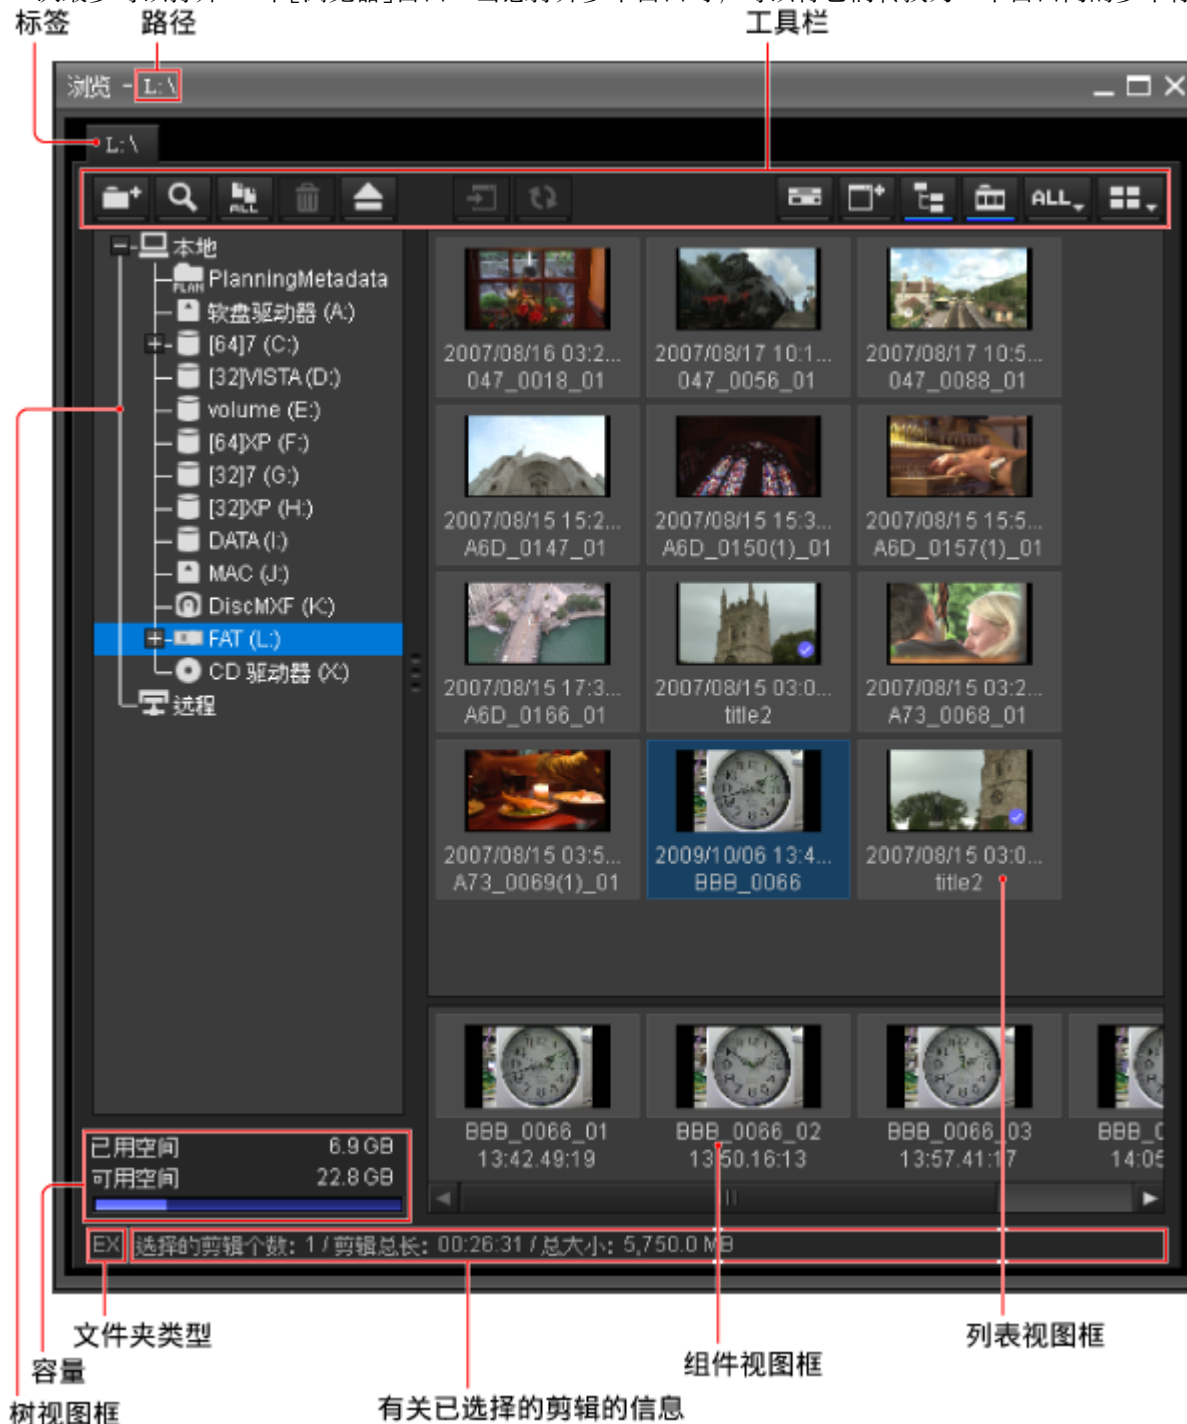 标签
路径
工具栏
浏览 - L:\
L:\
ALL
ALL
本地
PLAN PlanningMetadata
软盘驱动器 (A:)
[64]7 (C:)
[32]VISTA (D:)
volume (E:)
[64]XP (F:)
[32]7 (G:)
[32]XP (H:)
DATA (I:)
MAC (J:)
DiscMXF (K:)
FAT (L:)
CD 驱动器 (X:)
远程
2007/08/16 03:2...
047_0018_01
2007/08/17 10:1...
047_0056_01
2007/08/17 10:5...
047_0088_01
2007/08/15 15:2...
A6D_0147_01
2007/08/15 15:3...
A6D_0150(1)_01
2007/08/15 15:5...
A6D_0157(1)_01
2007/08/15 17:3...
A6D_0166_01
2007/08/15 03:0...
title2
2007/08/15 03:2...
A73_0068_01
2007/08/15 03:5...
A73_0069(1)_01
2009/10/06 13:4...
BBB_0066
2007/08/15 03:0...
title2
BBB_0066_01
13:42.49:19
BBB_0066_02
13:50.16:13
BBB_0066_03
13:57.41:17
BBB_
14:05
已用空间 6.9 GB
可用空间 22.8 GB
EX 选择的剪辑个数: 1 / 剪辑总长: 00:26:31 / 总大小: 5,750.0 MB
文件夹类型
列表视图框
容量
组件视图框
树视图框
有关已选择的剪辑的信息